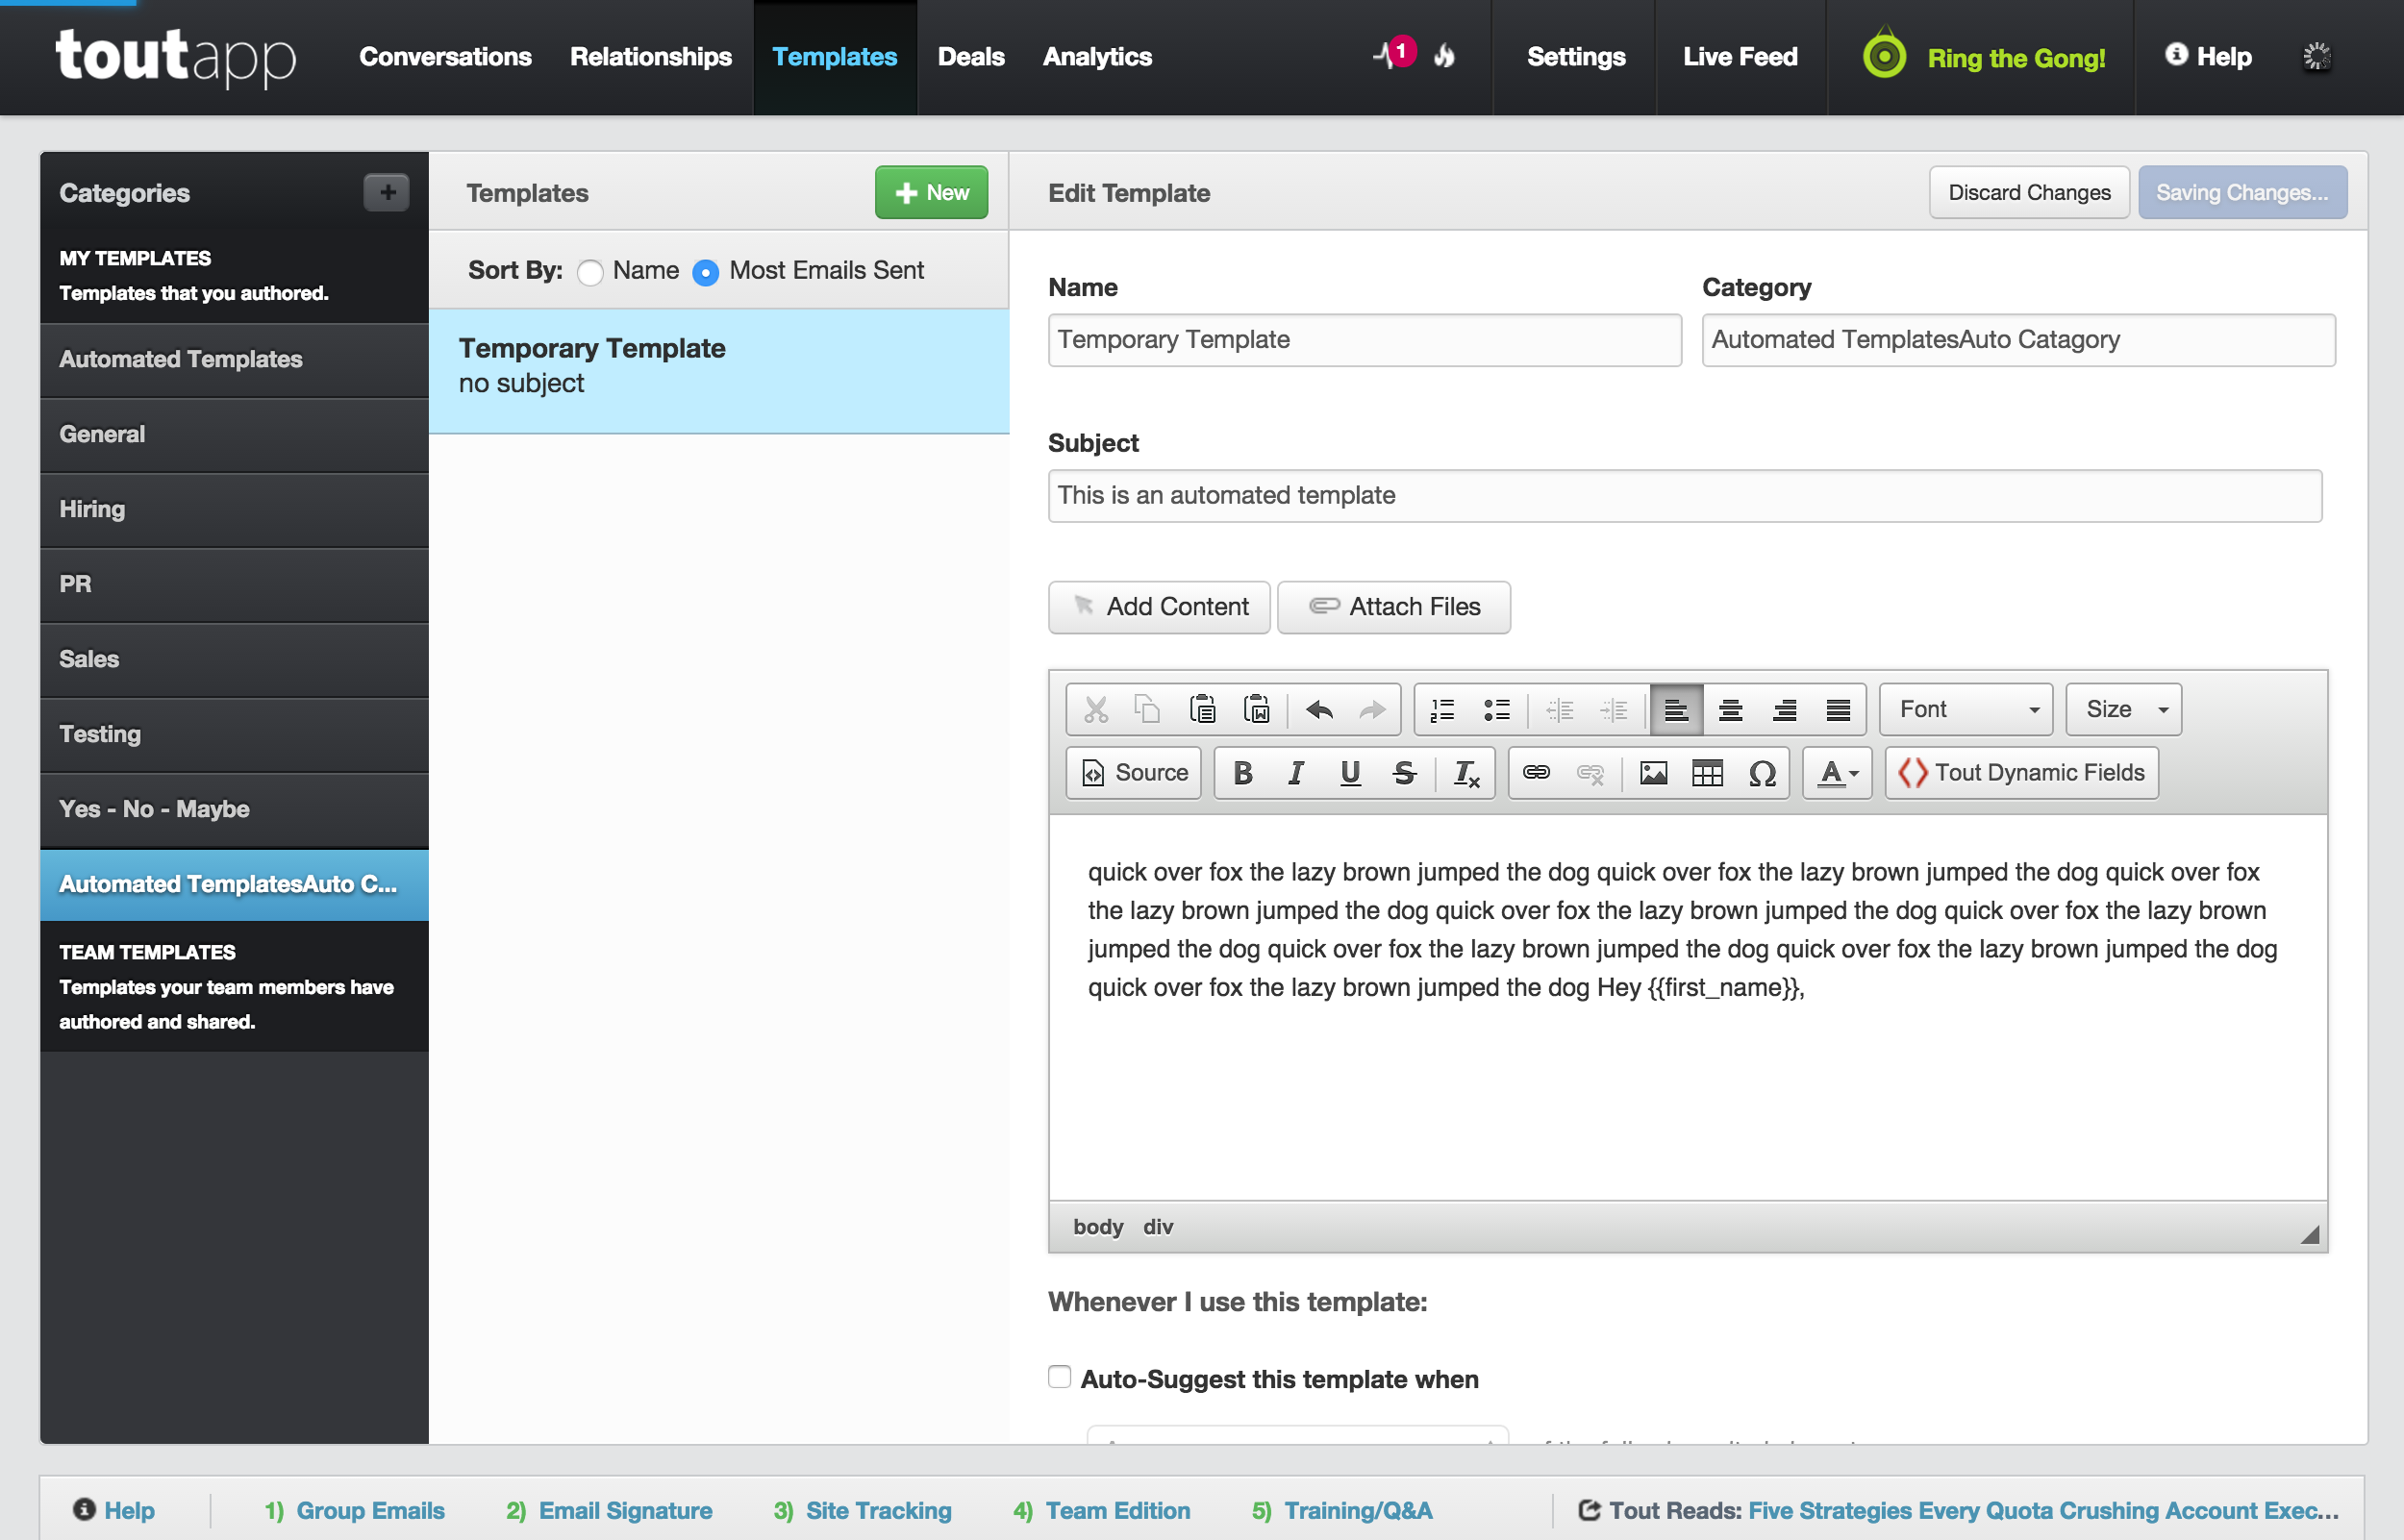 toutapp Conversations Relationships Templates Deals Analytics 1 Settings Live Feed Ring the Gong! Help
Categories
MY TEMPLATES
Templates that you authored.
Automated Templates
General
Hiring
PR
Sales
Testing
Yes - No - Maybe
Automated TemplatesAuto C...
TEAM TEMPLATES
Templates your team members have
authored and shared.
Templates New
Sort By: Name Most Emails Sent
Temporary Template
no subject
Edit Template Discard Changes Saving Changes...
Name Category
Temporary Template Automated TemplatesAuto Catagory
Subject
This is an automated template
Add Content Attach Files
Font Size
Source B I U S Tx Ω A Tout Dynamic Fields
quick over fox the lazy brown jumped the dog quick over fox the lazy brown jumped the dog quick over fox
the lazy brown jumped the dog quick over fox the lazy brown jumped the dog quick over fox the lazy brown
jumped the dog quick over fox the lazy brown jumped the dog quick over fox the lazy brown jumped the dog
quick over fox the lazy brown jumped the dog Hey {{first_name}},
body div
Whenever I use this template:
Auto-Suggest this template when
Help 1) Group Emails 2) Email Signature 3) Site Tracking 4) Team Edition 5) Training/Q&A Tout Reads: Five Strategies Every Quota Crushing Account Exec...